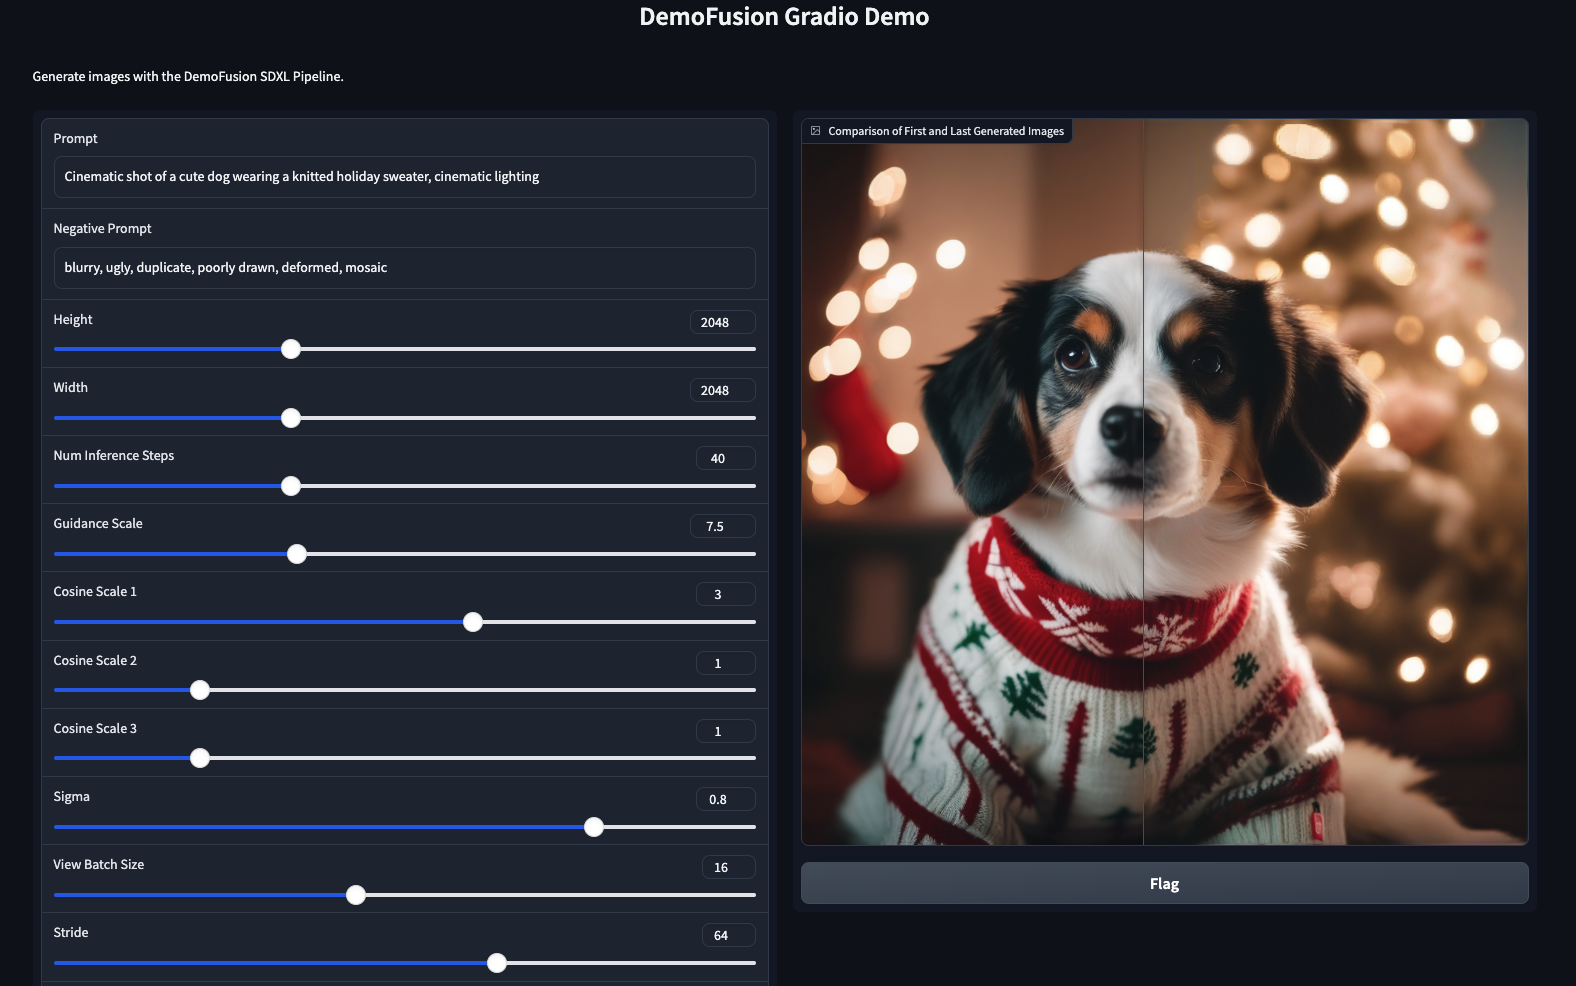 DemoFusion Gradio Demo
Generate images with the DemoFusion SDXL Pipeline.
Prompt
Cinematic shot of a cute dog wearing a knitted holiday sweater, cinematic lighting
Negative Prompt
blurry, ugly, duplicate, poorly drawn, deformed, mosaic
Height
2048
Width
2048
Num Inference Steps
40
Guidance Scale
7.5
Cosine Scale 1
3
Cosine Scale 2
1
Cosine Scale 3
1
Sigma
0.8
View Batch Size
16
Stride
64
Comparison of First and Last Generated Images
Flag